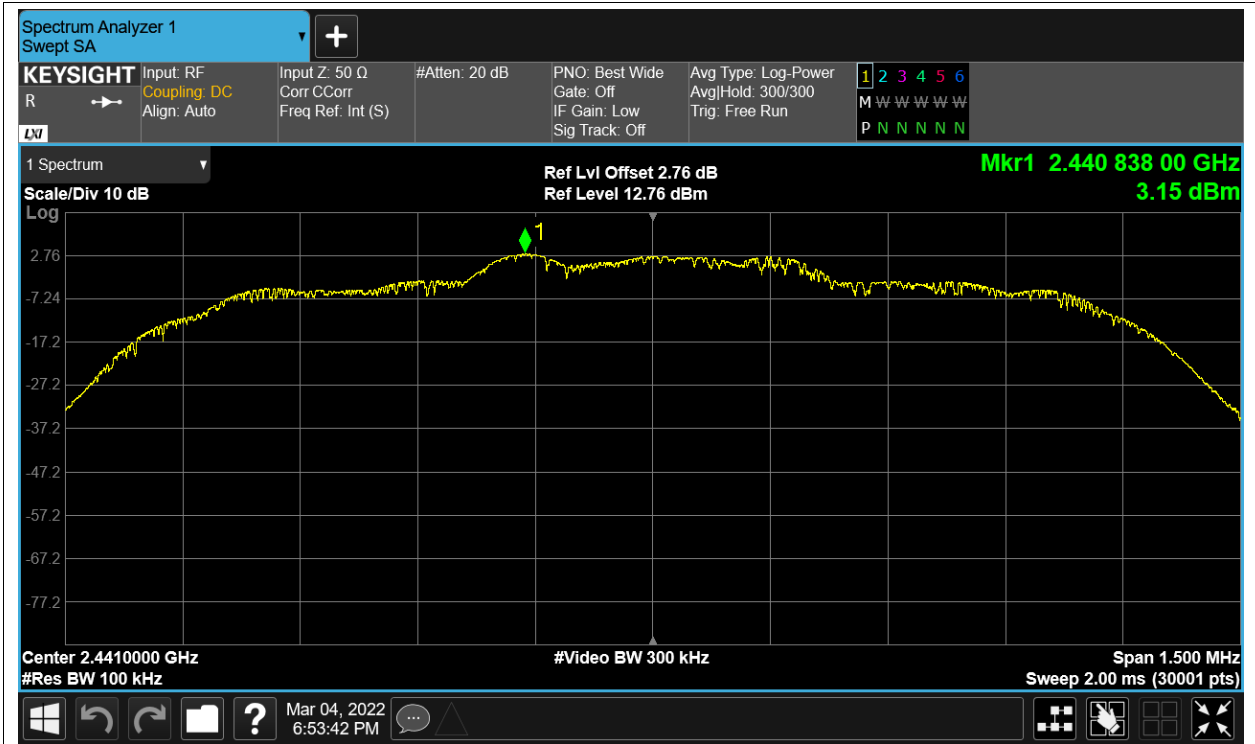 Spectrum Analyzer 1
Swept SA
KEYSIGHT
R
LXI
Input: RF
Coupling: DC
Align: Auto
Input Z: 50 Ω
Corr CCorr
Freq Ref: Int (S)
#Atten: 20 dB
PNO: Best Wide
Gate: Off
IF Gain: Low
Sig Track: Off
Avg Type: Log-Power
Avg|Hold: 300/300
Trig: Free Run
1 2 3 4 5 6
M W W W W W
P N N N N N
1 Spectrum
Scale/Div 10 dB
Log
Ref Lvl Offset 2.76 dB
Ref Level 12.76 dBm
Mkr1 2.440 838 00 GHz
3.15 dBm
1
2.76
-7.24
-17.2
-27.2
-37.2
-47.2
-57.2
-67.2
-77.2
Center 2.4410000 GHz
#Res BW 100 kHz
#Video BW 300 kHz
Span 1.500 MHz
Sweep 2.00 ms (30001 pts)
?
Mar 04, 2022
6:53:42 PM